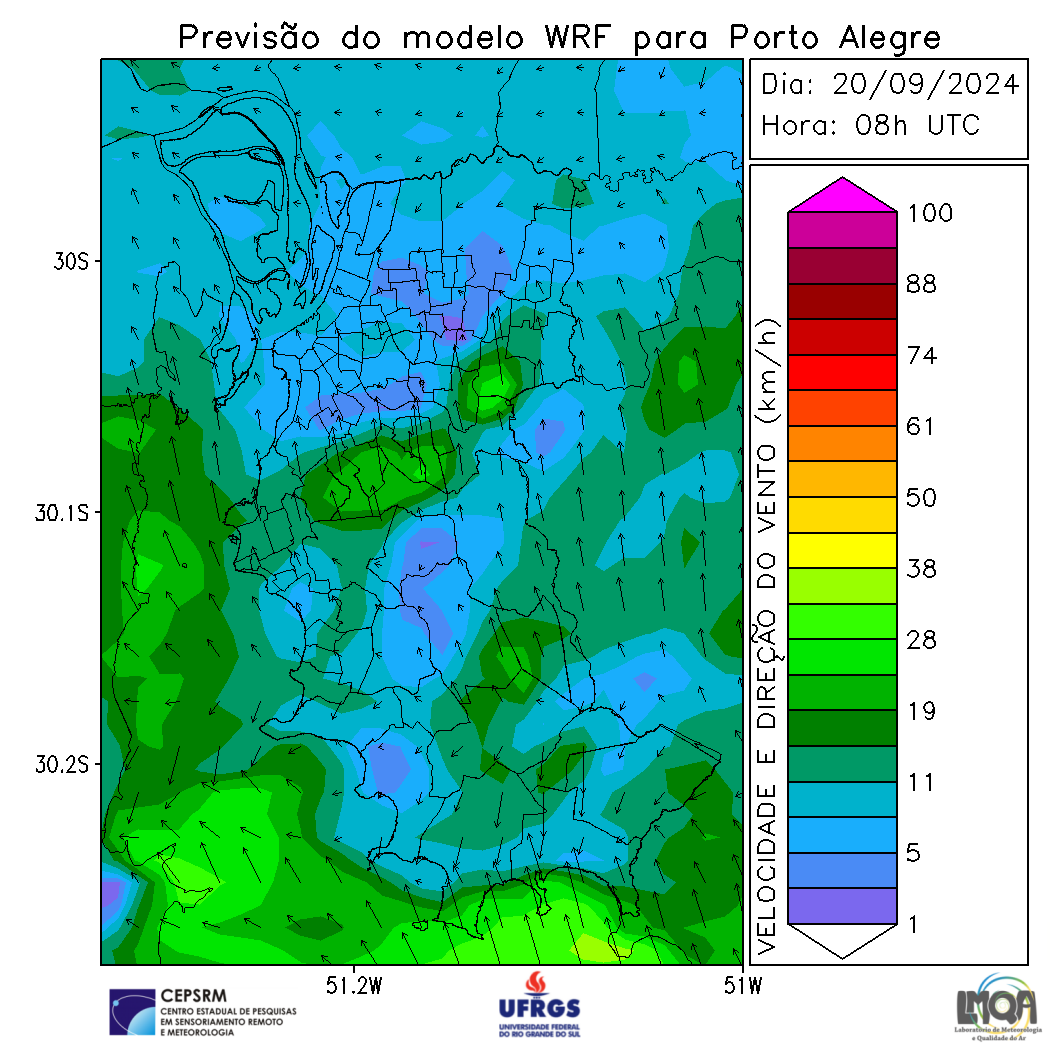 Previsão do modelo WRF para Porto Alegre
Dia: 20/09/2024
Hora: 08h UTC
30S
30.1S
30.2S
51.2W
51W
VELOCIDADE E DIREÇÃO DO VENTO (km/h)
100
88
74
61
50
38
28
19
11
5
1
CEPSRM
CENTRO ESTADUAL DE PESQUISAS
EM SENSORIAMENTO REMOTO
E METEOROLOGIA
UFRGS
UNIVERSIDADE FEDERAL
DO RIO GRANDE DO SUL
LMQA
Laboratório de Meteorologia
e Qualidade do Ar